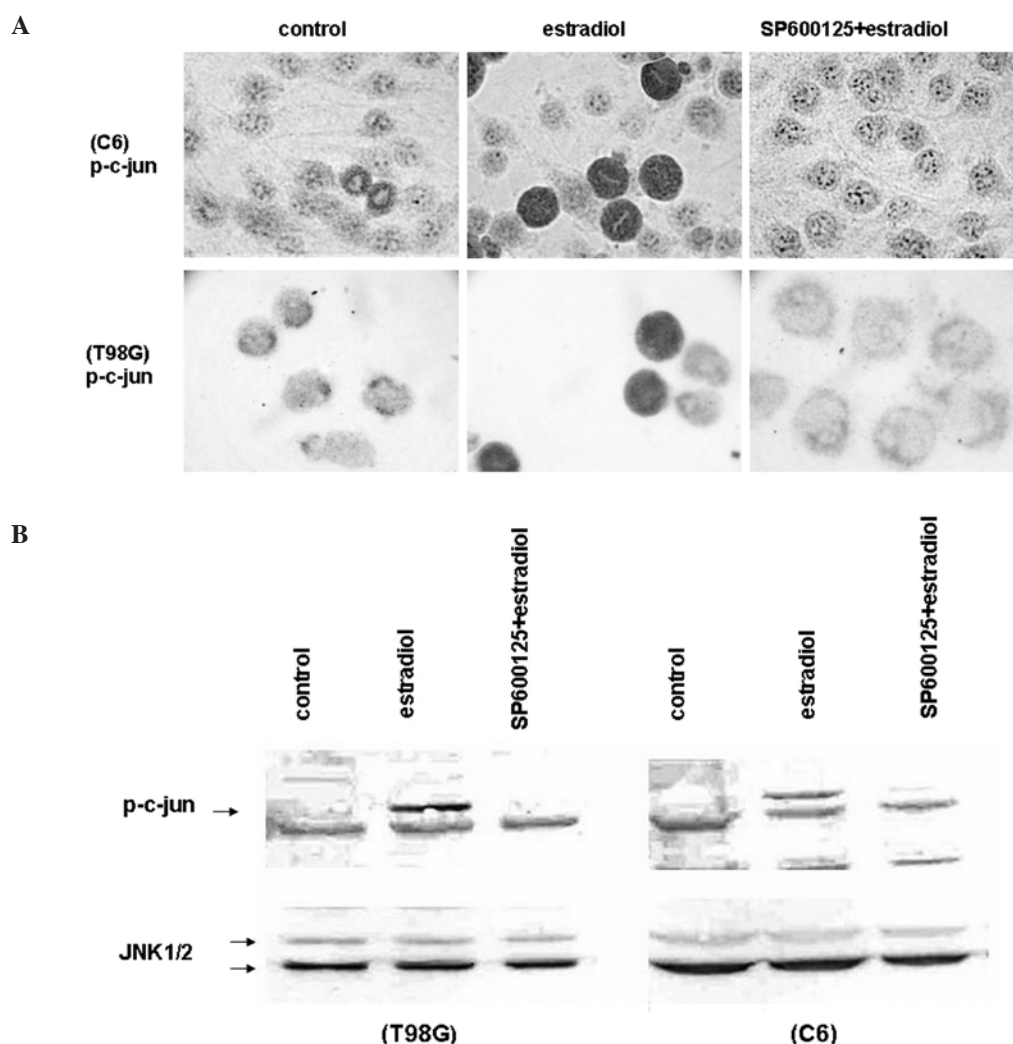 A
control estradiol SP600125+estradiol
(C6)
p-c-jun
(T98G)
p-c-jun
B
control estradiol SP600125+estradiol control estradiol SP600125+estradiol
p-c-jun
JNK1/2
(T98G) (C6)